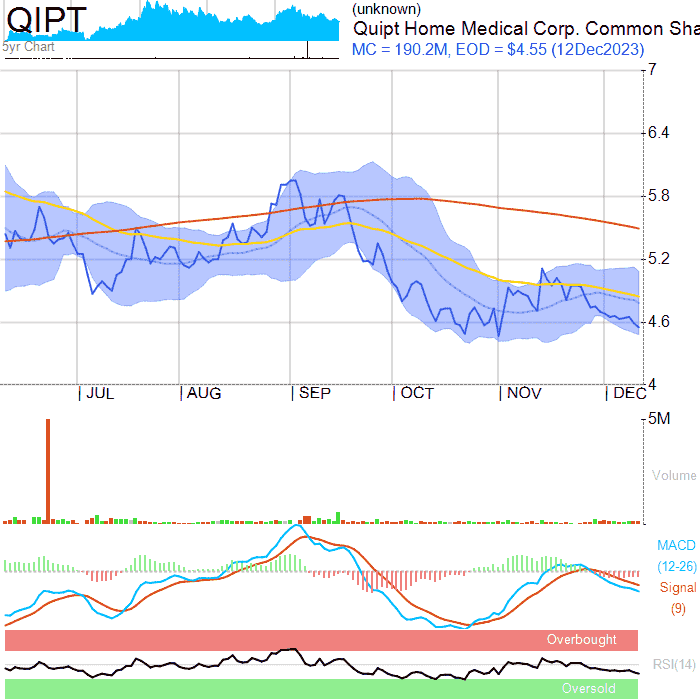 QIPT
(unknown)
Quipt Home Medical Corp. Common Sha
5yr Chart
MC = 190.2M, EOD = $4.55 (12Dec2023)
7
6.4
5.8
5.2
4.6
4
JUL AUG SEP OCT NOV DEC
5M
Volume
MACD
(12-26)
Signal
(9)
Overbought
RSI(14)
Oversold